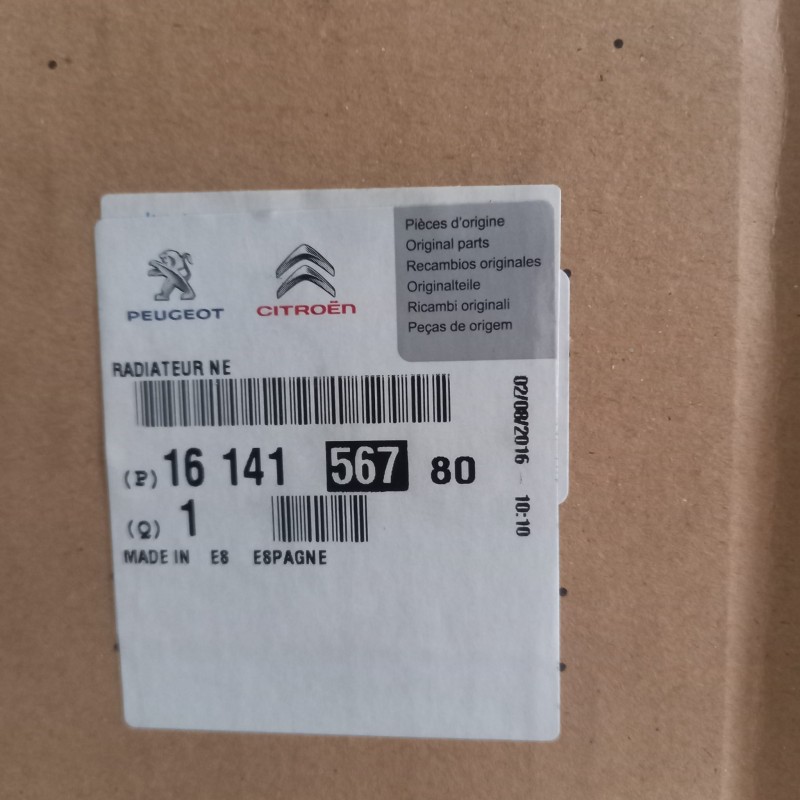 PEUGEOT
CITROËN
Pièces d'origine
Original parts
Recambios originales
Originalteile
Ricambi originali
Peças de origem
RADIATEUR NE
(P) 16 141 567 80
(Q) 1
MADE IN ES ESPAGNE
02/08/2016 - 10:10